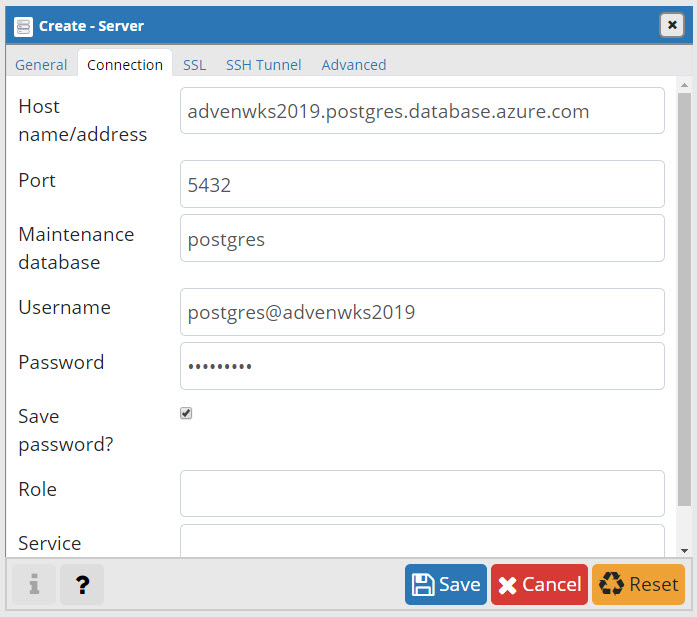 Create - Server
General Connection SSL SSH Tunnel Advanced
Host name/address
advenwks2019.postgres.database.azure.com
Port
5432
Maintenance database
postgres
Username
postgres@advenwks2019
Password
•••••••••
Save password?
Role
Service
i ? Save Cancel Reset